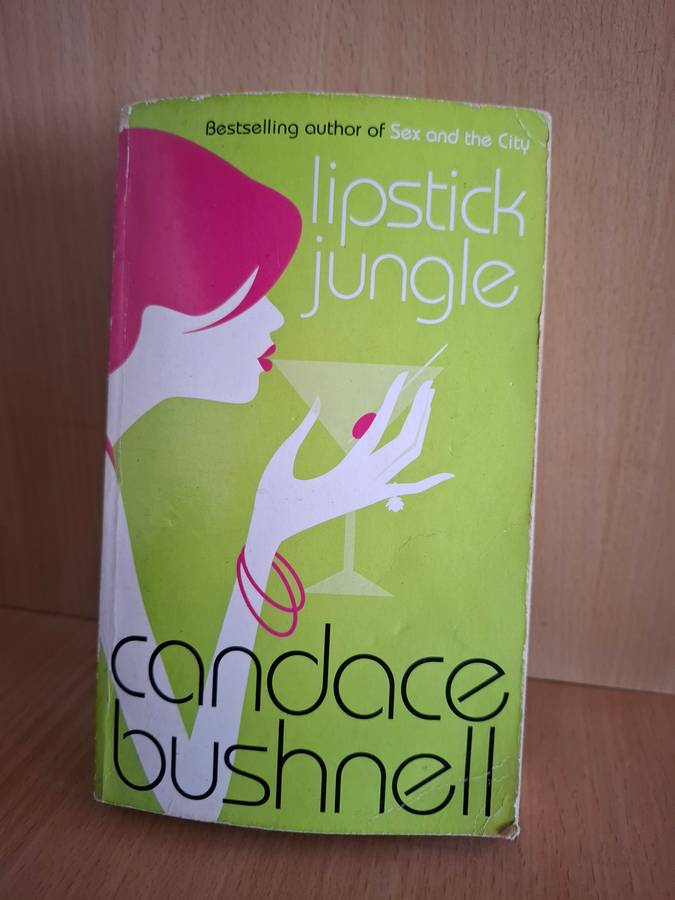 Bestselling author of Sex and the City
lipstick
jungle
candace
bushnell